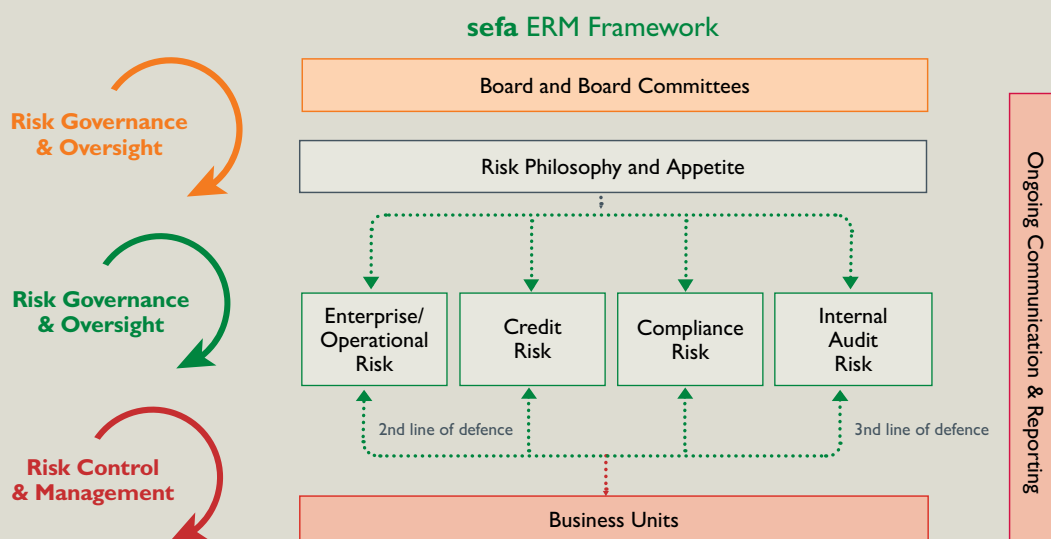 sefa ERM Framework
Board and Board Committees
Risk Governance
& Oversight
Risk Philosophy and Appetite
Ongoing Communication & Reporting
Risk Governance
& Oversight
Enterprise/
Operational
Risk
Credit
Risk
Compliance
Risk
Internal
Audit
Risk
2nd line of defence
3nd line of defence
Risk Control
& Management
Business Units